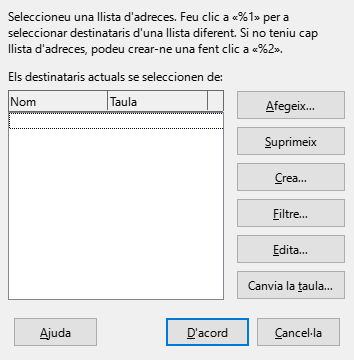 Seleccioneu una llista d'adreces. Feu clic a «%1» per a
seleccionar destinataris d'una llista diferent. Si no teniu cap
llista d'adreces, podeu crear-ne una fent clic a «%2».
Els destinataris actuals se seleccionen de:
Nom Taula
Afegeix...
Suprimeix
Crea...
Filtre...
Edita...
Canvia la taula...
Ajuda D'acord Cancel·la